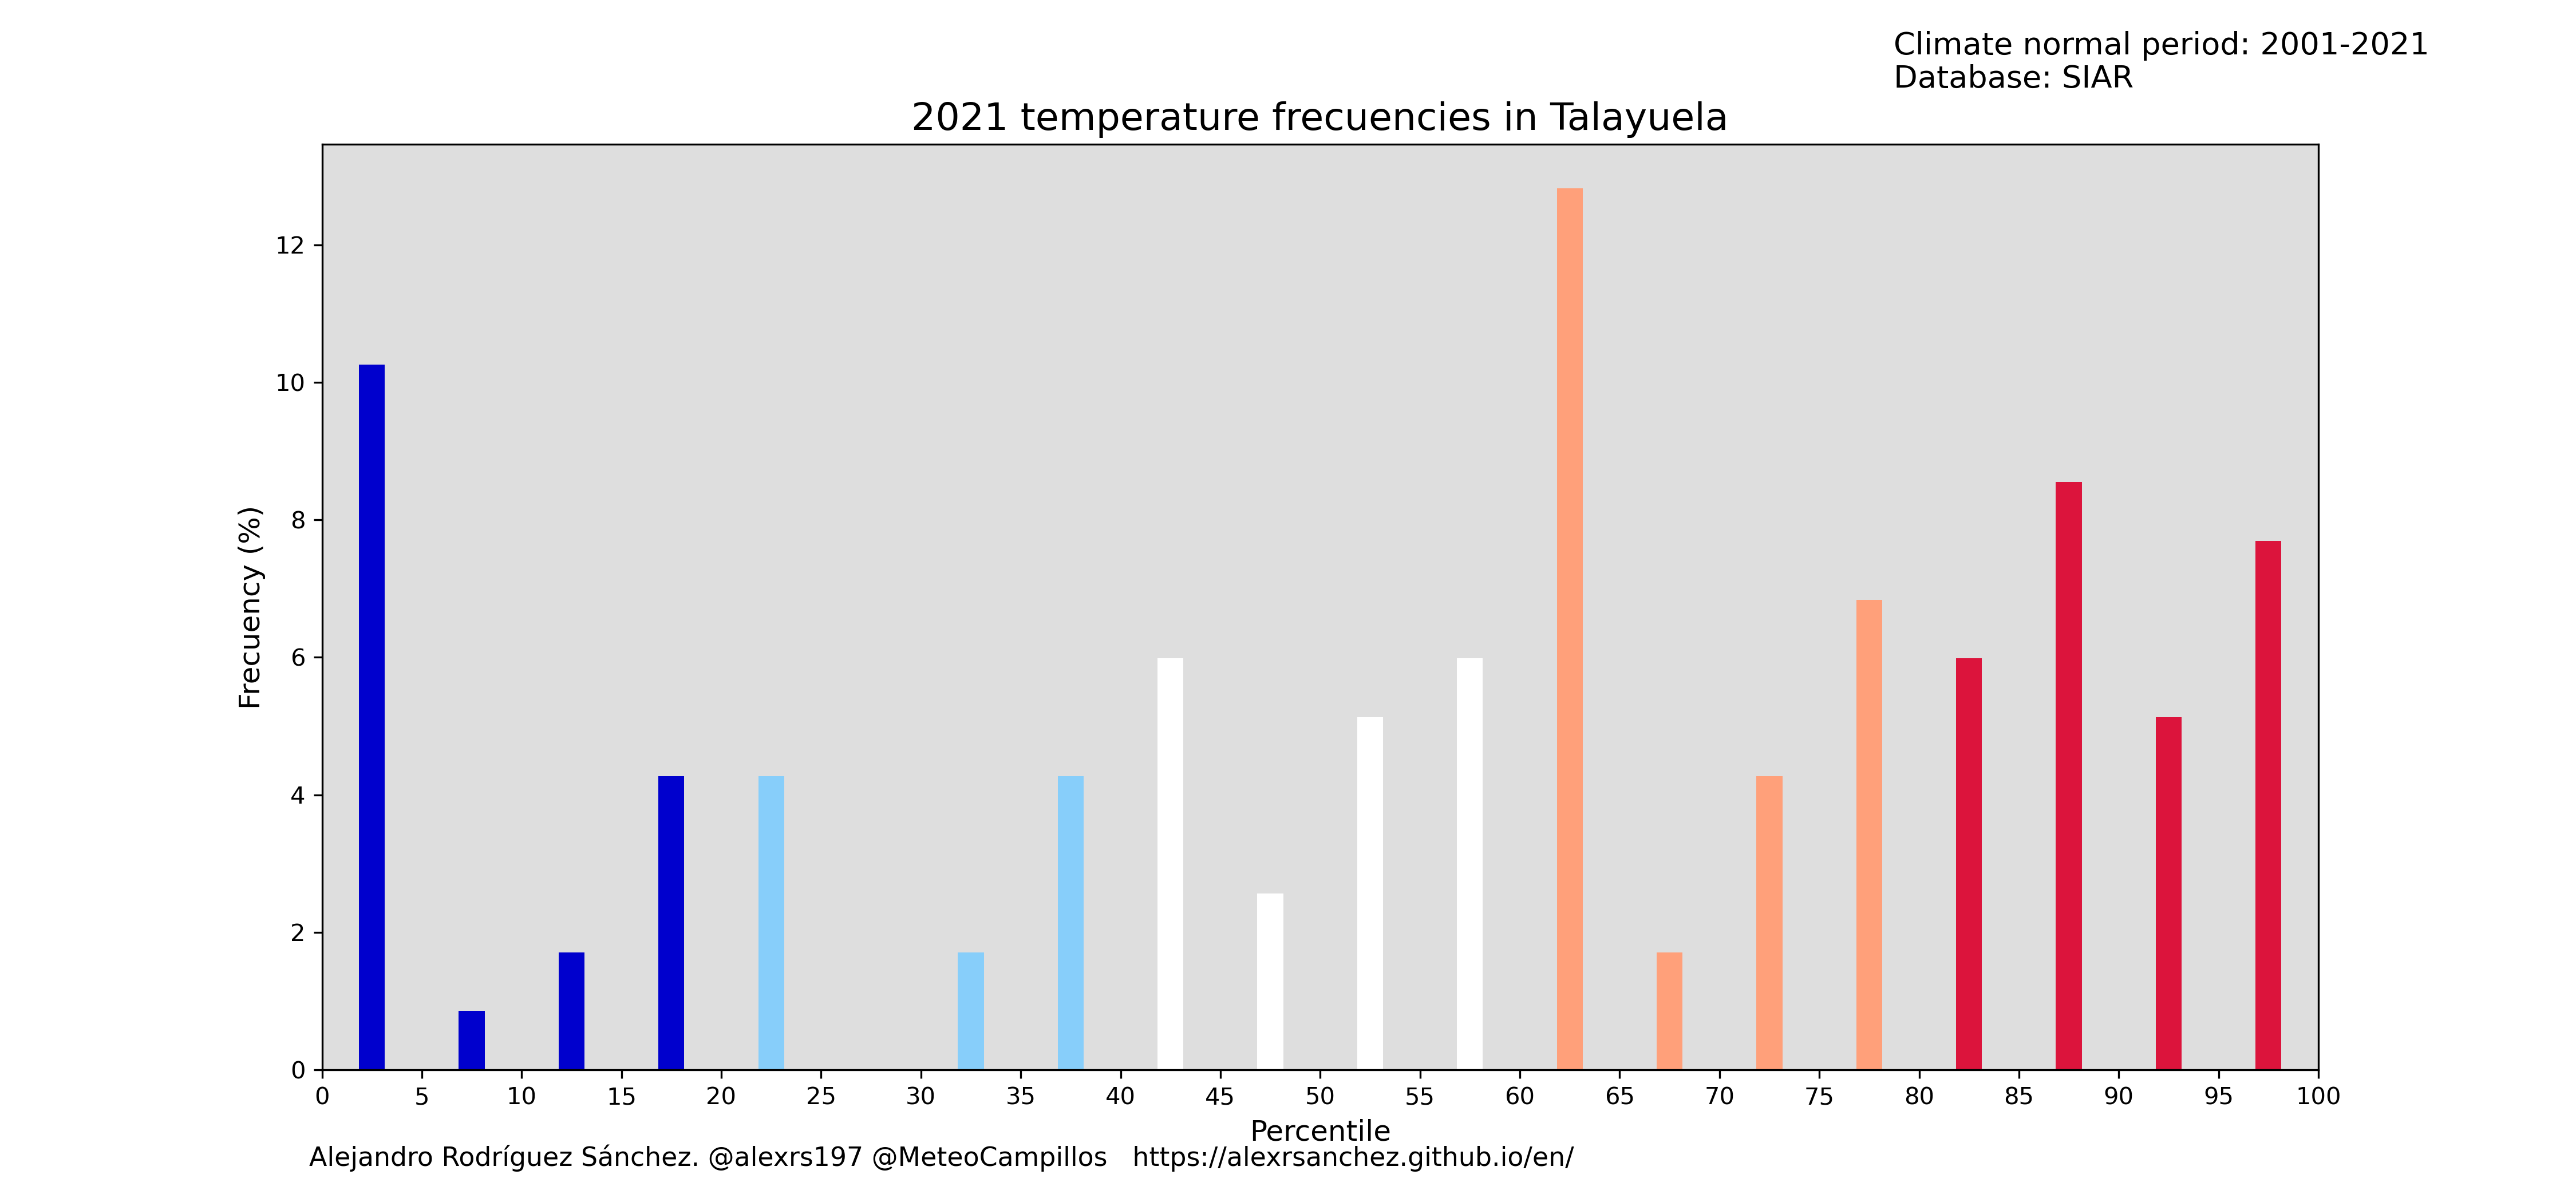 Climate normal period: 2001-2021
Database: SIAR
2021 temperature frecuencies in Talayuela
Frecuency (%)
12
10
8
6
4
2
0
0 5 10 15 20 25 30 35 40 45 50 55 60 65 70 75 80 85 90 95 100
Percentile
Alejandro Rodríguez Sánchez. @alexrs197 @MeteoCampillos https://alexrsanchez.github.io/en/